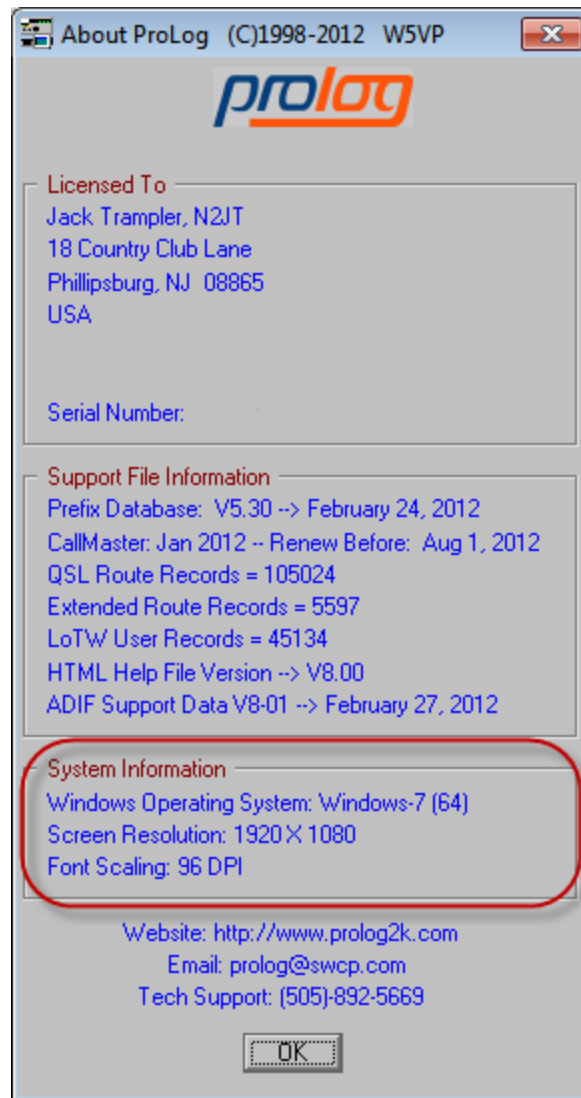 About ProLog (C)1998-2012 W5VP
prolog
Licensed To
Jack Trampler, N2JT
18 Country Club Lane
Phillipsburg, NJ 08865
USA
Serial Number:
Support File Information
Prefix Database: V5.30 --> February 24, 2012
CallMaster: Jan 2012 -- Renew Before: Aug 1, 2012
QSL Route Records = 105024
Extended Route Records = 5597
LoTW User Records = 45134
HTML Help File Version --> V8.00
ADIF Support Data V8-01 --> February 27, 2012
System Information
Windows Operating System: Windows-7 (64)
Screen Resolution: 1920 X 1080
Font Scaling: 96 DPI
Website: http://www.prolog2k.com
Email: prolog@swcp.com
Tech Support: (505)-892-5669
OK